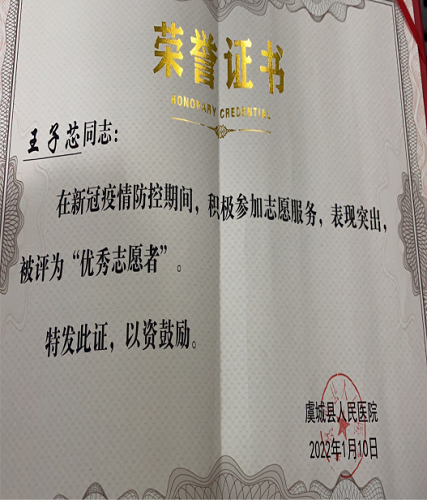 荣誉证书
HONORARY CREDENTIAL
王子芯同志：
在新冠疫情防控期间，积极参加志愿服务，表现突出，
被评为“优秀志愿者”。
特发此证，以资鼓励。
虞城县人民医院
2022年1月10日